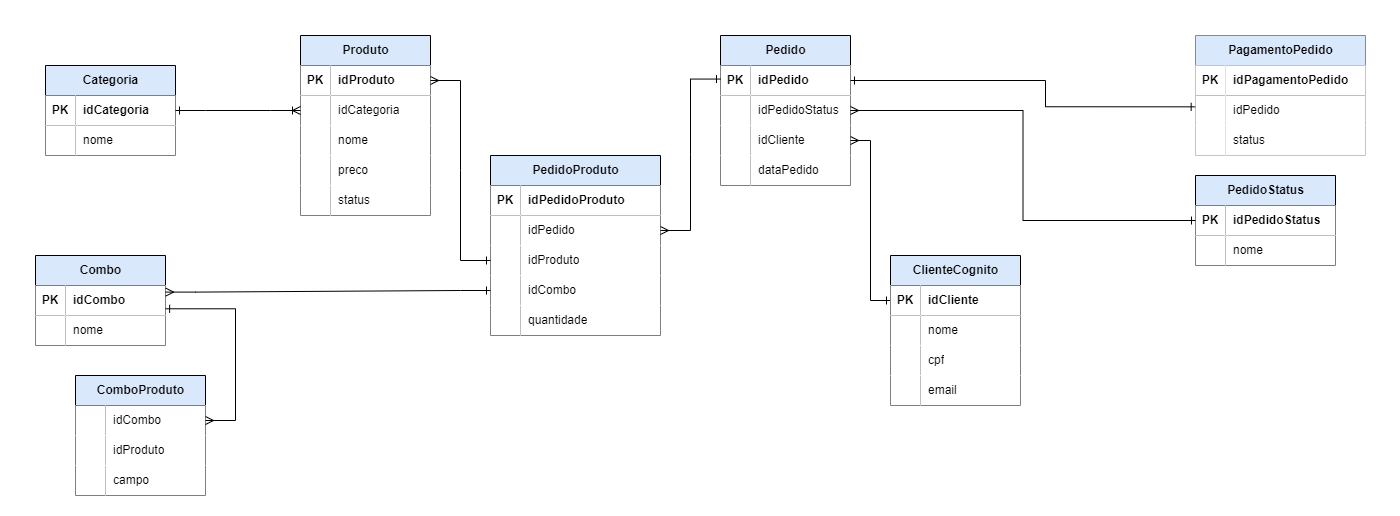 Categoria
PK idCategoria
nome
Produto
PK idProduto
idCategoria
nome
preco
status
PedidoProduto
PK idPedidoProduto
idPedido
idProduto
idCombo
quantidade
Combo
PK idCombo
nome
ComboProduto
idCombo
idProduto
campo
Pedido
PK idPedido
idPedidoStatus
idCliente
dataPedido
ClienteCognito
PK idCliente
nome
cpf
email
PagamentoPedido
PK idPagamentoPedido
idPedido
status
PedidoStatus
PK idPedidoStatus
nome